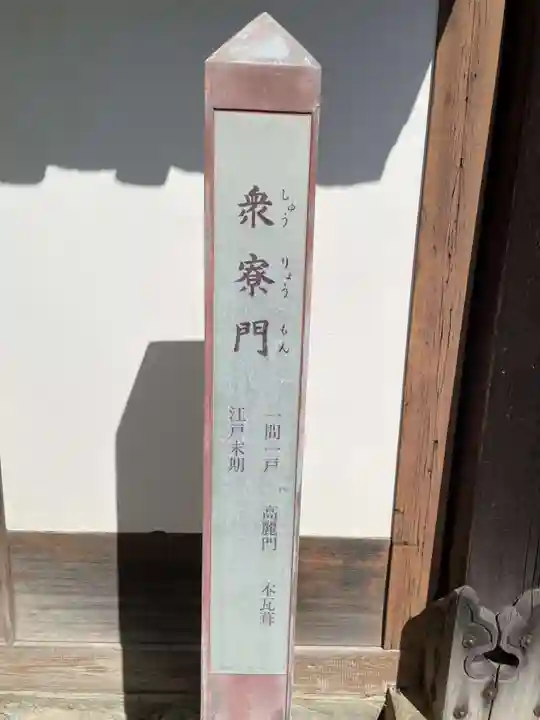 衆寮門
しゅうりょうもん
一間一戸 高麗門 本瓦葺
江戸末期